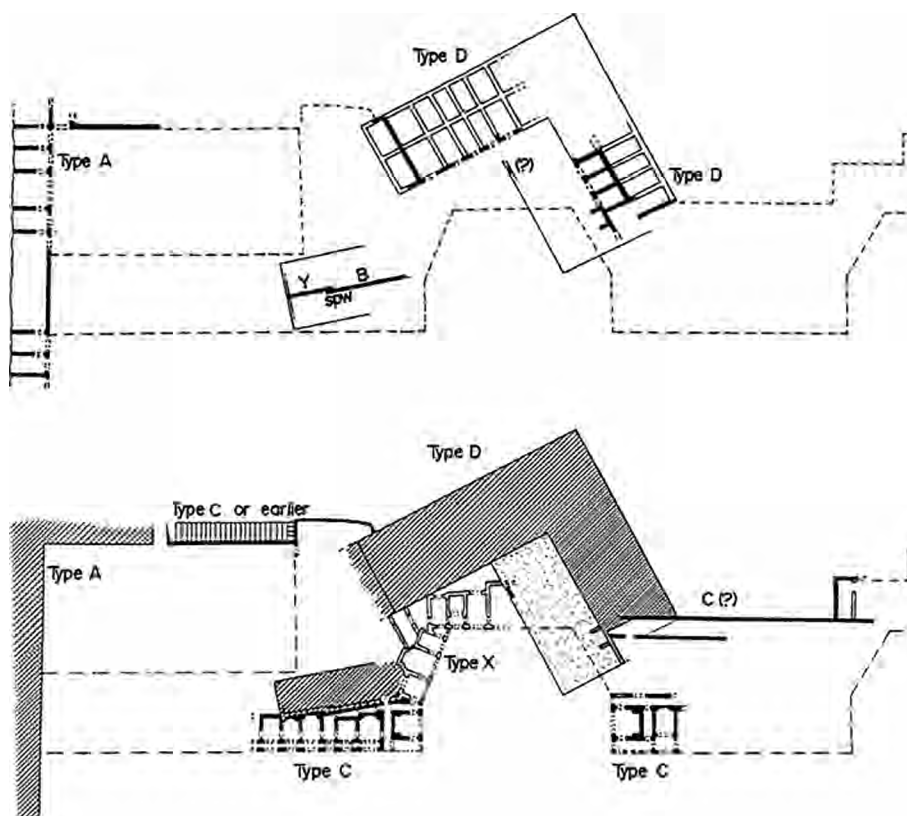 Type D
Type A
(?)
Type D
Y B
spw
Type D
Type C or earlier
Type A
C (?)
Type X
Type C
Type C